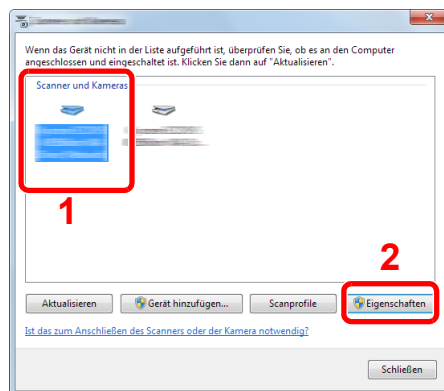 Wenn das Gerät nicht in der Liste aufgeführt ist, überprüfen Sie, ob es an den Computer
angeschlossen und eingeschaltet ist. Klicken Sie dann auf "Aktualisieren".
Scanner und Kameras
1
2
Aktualisieren
Gerät hinzufügen...
Scanprofile
Eigenschaften
Ist das zum Anschließen des Scanners oder der Kamera notwendig?
Schließen